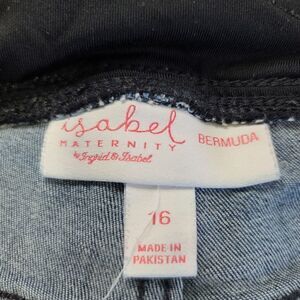 isabel
MATERNITY
by Ingrid & Isabel
BERMUDA
16
MADE IN
PAKISTAN